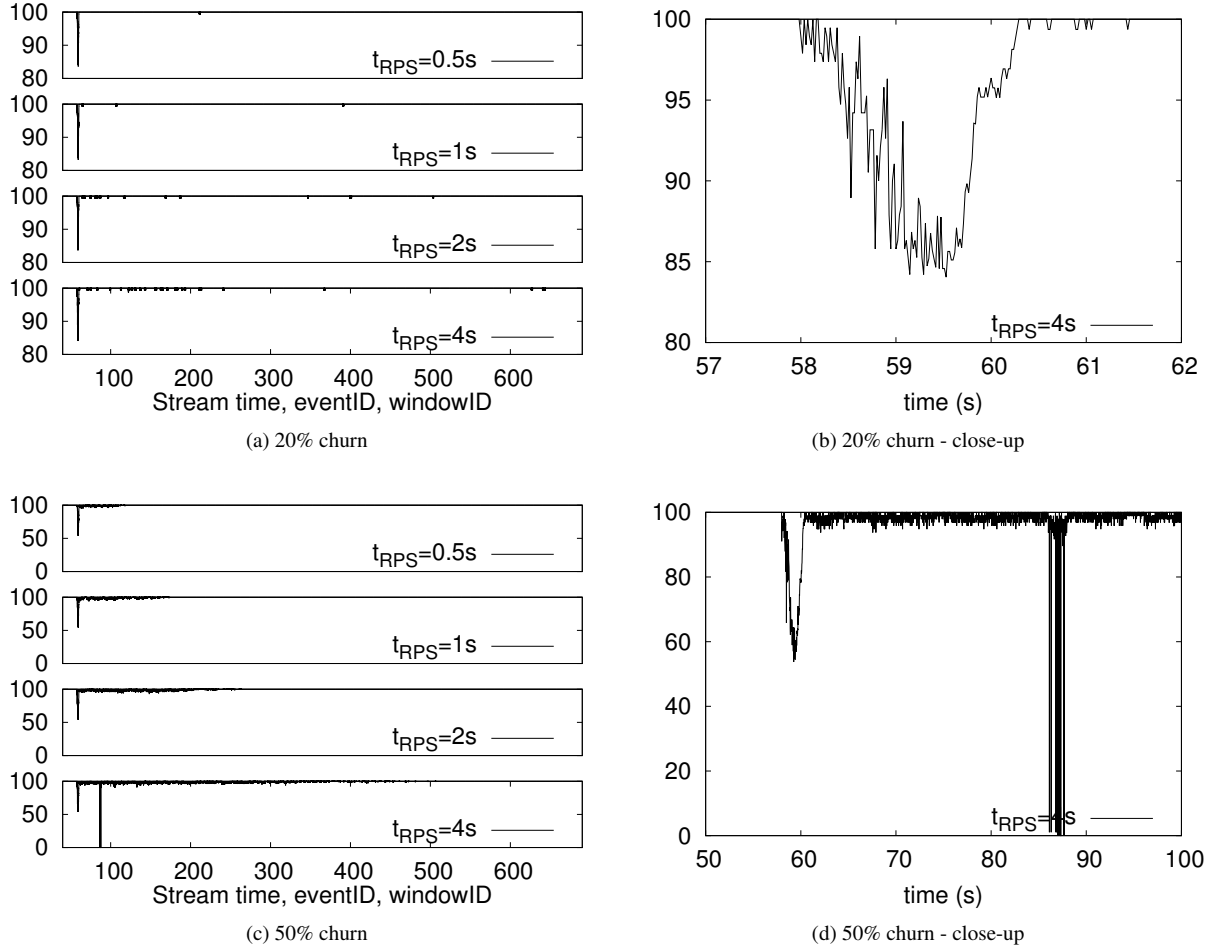 100
90
80
t_RPS=0.5s
100
90
80
t_RPS=1s
100
90
80
t_RPS=2s
100
90
80
t_RPS=4s
100 200 300 400 500 600
Stream time, eventID, windowID
(a) 20% churn
100
95
90
85
80
t_RPS=4s
57 58 59 60 61 62
time (s)
(b) 20% churn - close-up
100
50
0
t_RPS=0.5s
100
50
0
t_RPS=1s
100
50
0
t_RPS=2s
100
50
0
t_RPS=4s
100 200 300 400 500 600
Stream time, eventID, windowID
(c) 50% churn
100
80
60
40
20
0
t_RPS=4s
50 60 70 80 90 100
time (s)
(d) 50% churn - close-up